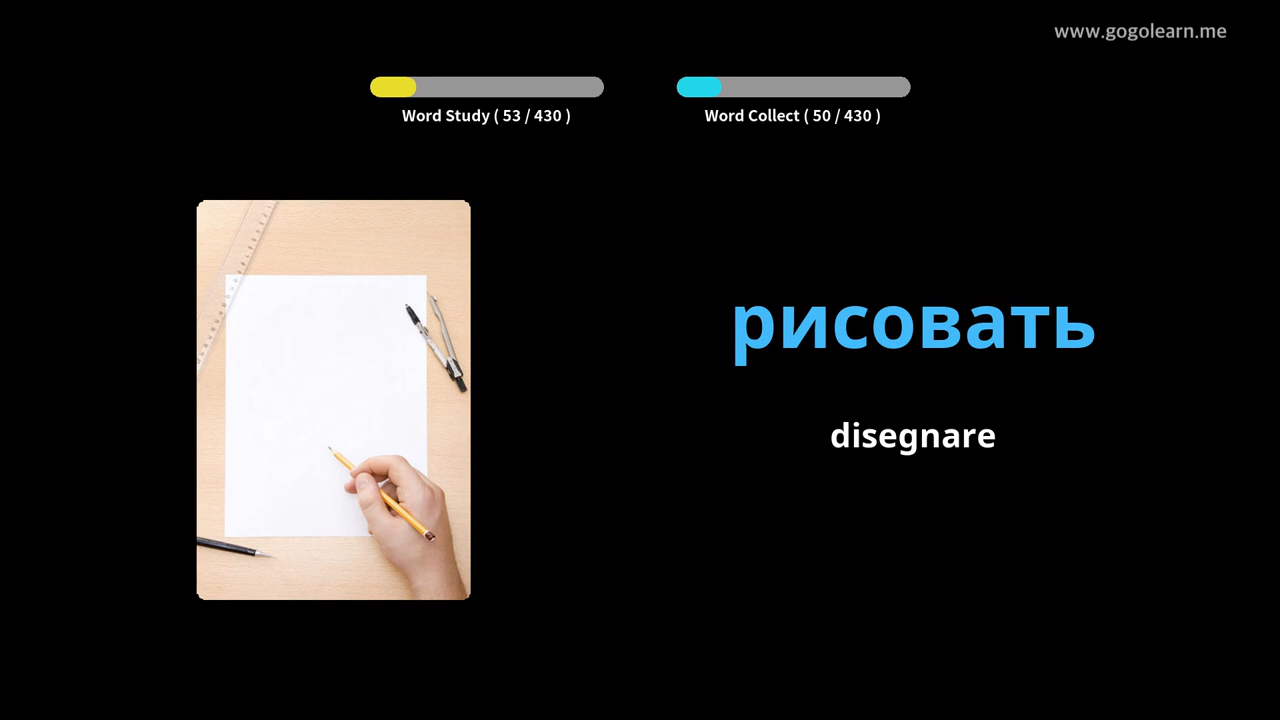 www.gogolearn.me
Word Study ( 53 / 430 )
Word Collect ( 50 / 430 )
рисовать
disegnare